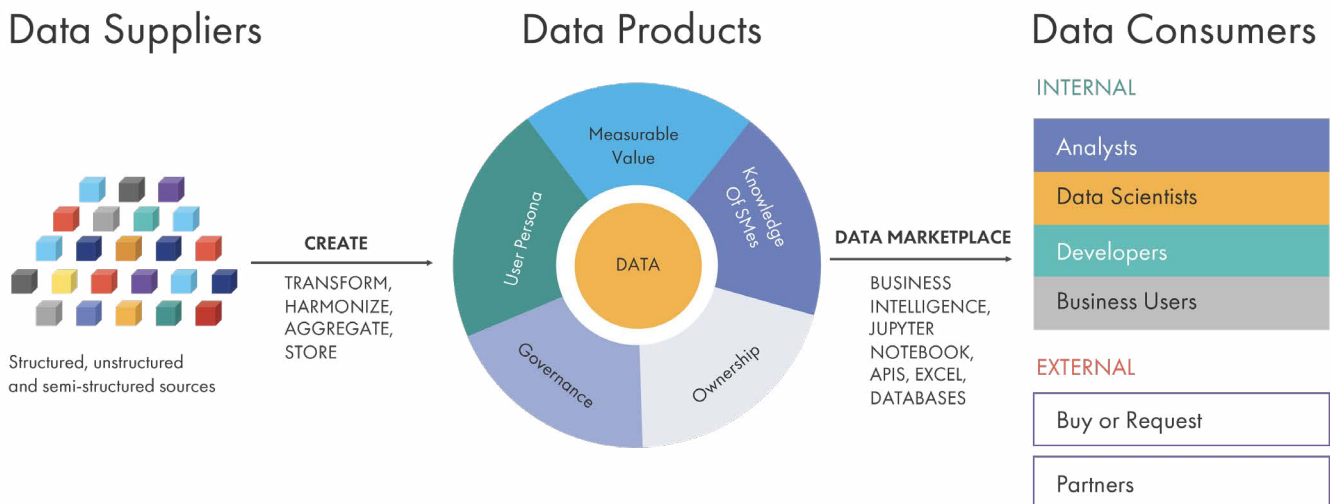 Data Suppliers
Structured, unstructured
and semi-structured sources
CREATE
TRANSFORM,
HARMONIZE,
AGGREGATE,
STORE
Data Products
Measurable
Value
Knowledge
Of SMes
Ownership
Governance
User Persona
DATA
DATA MARKETPLACE
BUSINESS
INTELLIGENCE,
JUPYTER
NOTEBOOK,
APIS, EXCEL,
DATABASES
Data Consumers
INTERNAL
Analysts
Data Scientists
Developers
Business Users
EXTERNAL
Buy or Request
Partners